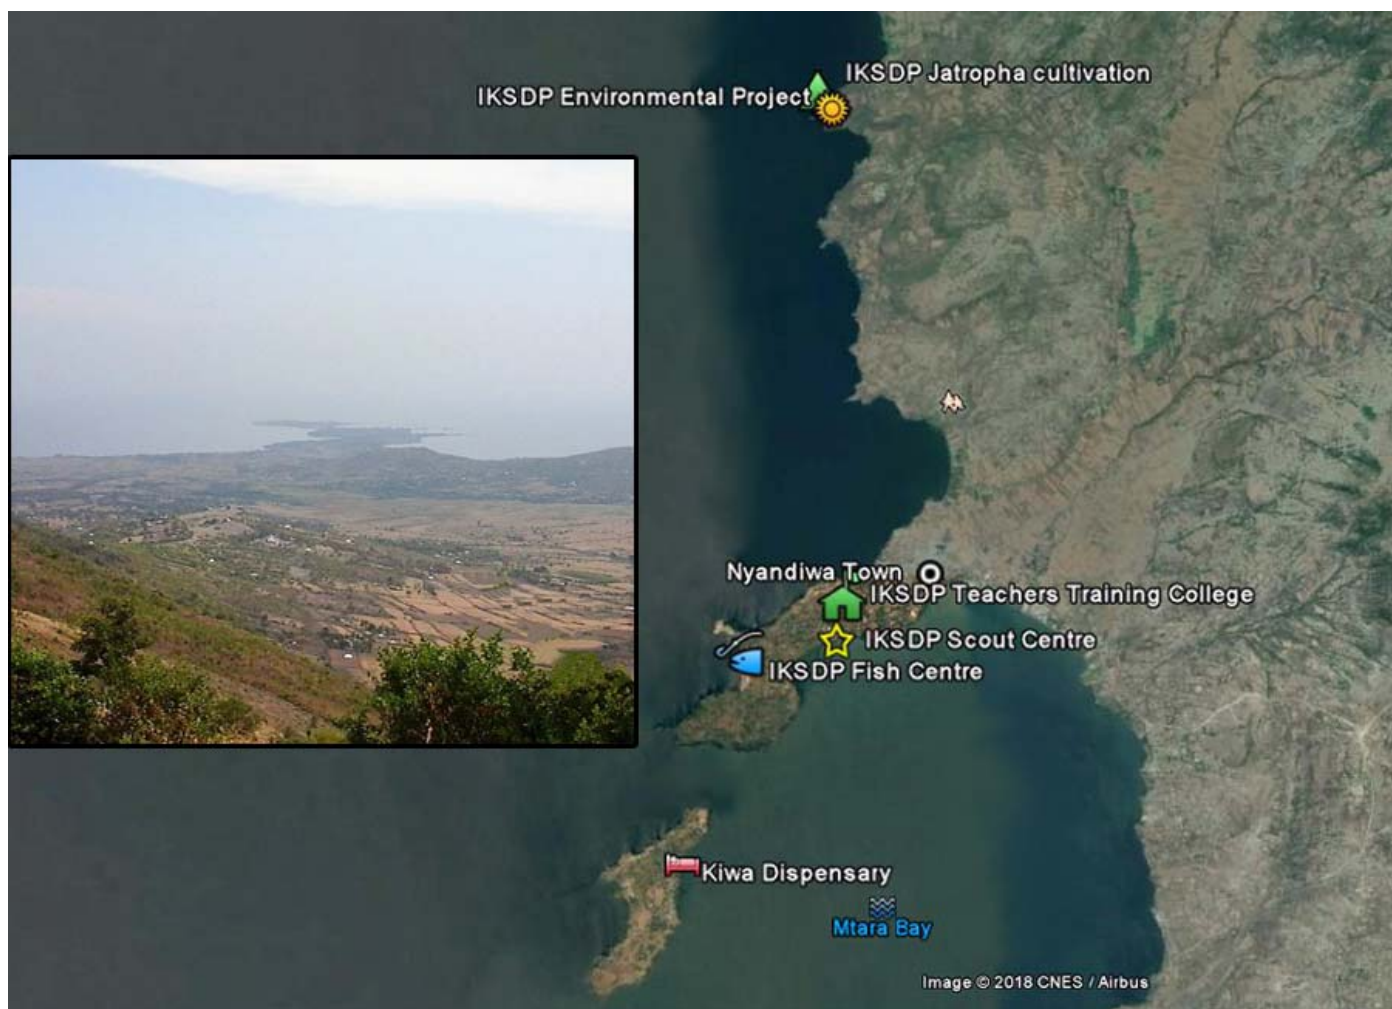 IKSDP Jatropha cultivation
IKSDP Environmental Project
Nyandiwa Town
IKSDP Teachers Training College
IKSDP Scout Centre
IKSDP Fish Centre
Kiwa Dispensary
Mtara Bay
Image © 2018 CNES / Airbus